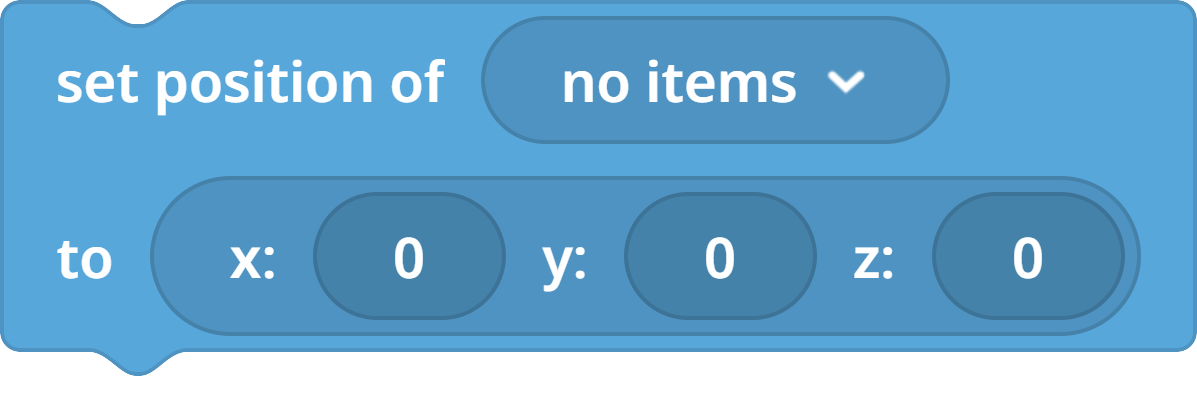 set position of no items
to x: 0 y: 0 z: 0